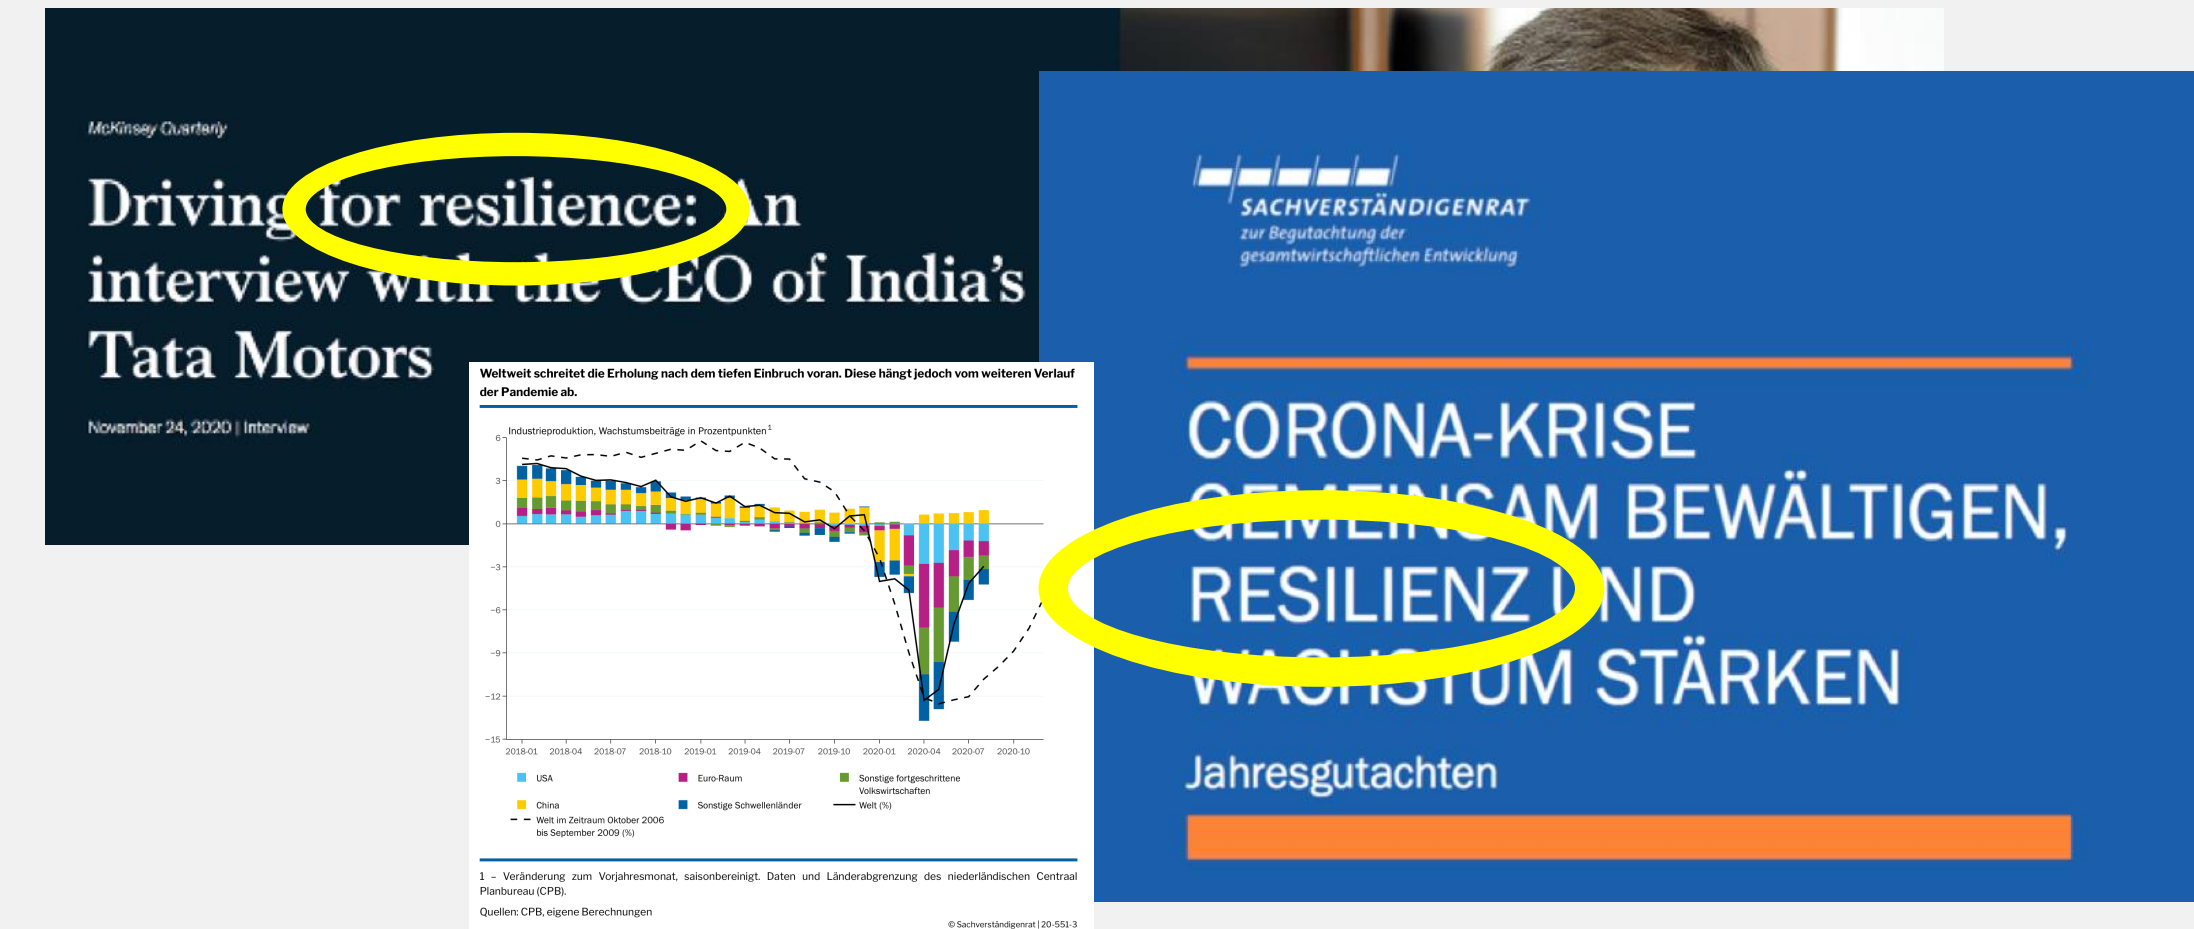 McKinsey Quarterly
Driving for resilience: An
interview with the CEO of India's
Tata Motors
November 24, 2020 | Interview
SACHVERSTÄNDIGENRAT
zur Begutachtung der
gesamtwirtschaftlichen Entwicklung
CORONA-KRISE
GEMEINSAM BEWÄLTIGEN,
RESILIENZ UND
WACHSTUM STÄRKEN
Jahresgutachten
Weltweit schreitet die Erholung nach dem tiefen Einbruch voran. Diese hängt jedoch vom weiteren Verlauf
der Pandemie ab.
Industrieproduktion, Wachstumsbeiträge in Prozentpunkten 1
6
3
0
−3
−6
−9
−12
−15
2018-01 2018-04 2018-07 2018-10 2019-01 2019-04 2019-07 2019-10 2020-01 2020-04 2020-07 2020-10
USA Euro-Raum Sonstige fortgeschrittene
Volkswirtschaften
China Sonstige Schwellenländer Welt (%)
Welt im Zeitraum Oktober 2006
bis September 2009 (%)
1 – Veränderung zum Vorjahresmonat, saisonbereinigt. Daten und Länderabgrenzung des niederländischen Centraal
Planbureau (CPB).
Quellen: CPB, eigene Berechnungen
© Sachverständigenrat | 20-551-3